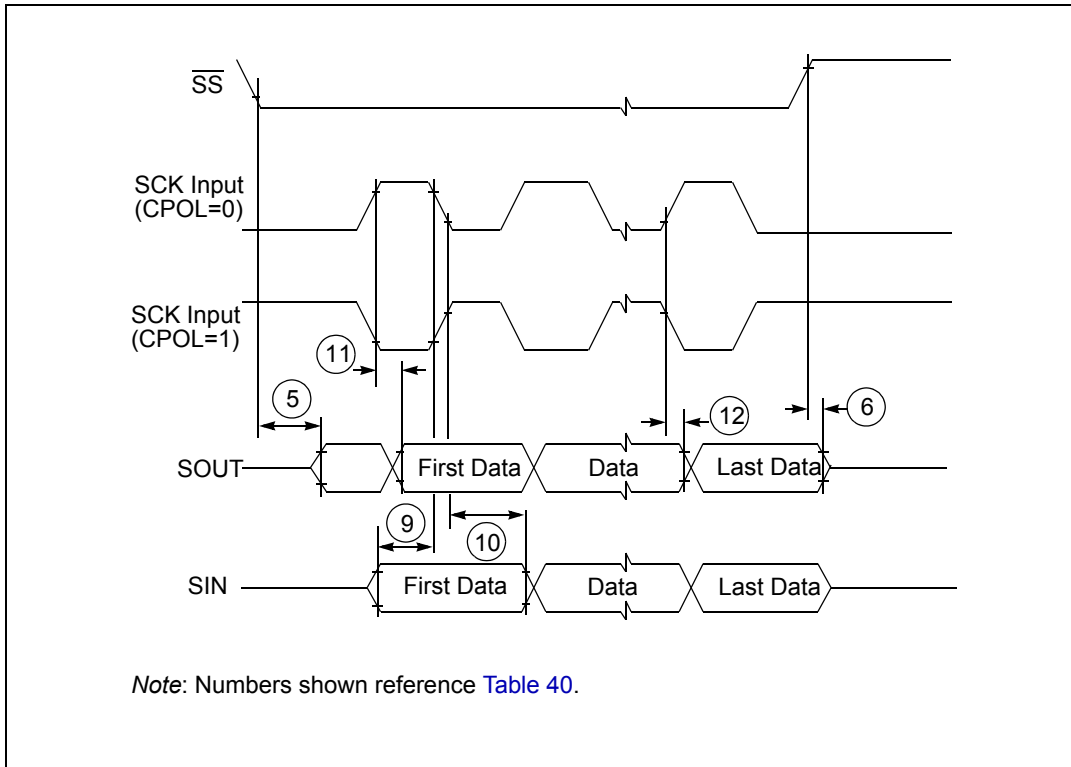 SS
SCK Input
(CPOL=0)
SCK Input
(CPOL=1)
11
5
12
6
SOUT
First Data
Data
Last Data
9
10
SIN
First Data
Data
Last Data
Note: Numbers shown reference Table 40.